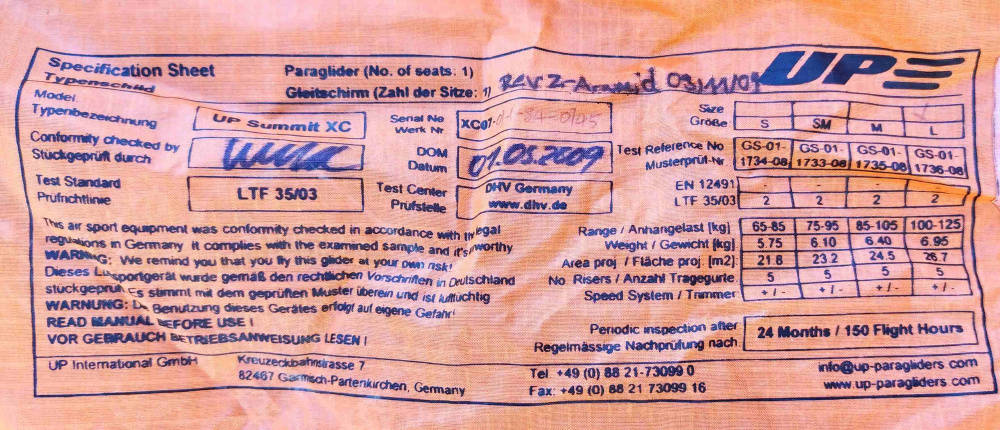 Specification Sheet
Typenschild
Paraglider (No. of seats: 1)
Gleitschirm (Zahl der Sitze: 1)
Rev 2-Aramid
UP
Model
Typenbezeichnung
UP Summit XC
Serial No
Werk Nr
XC07-
Size
Größe
S SM M L
Conformity checked by
Stückgeprüft durch
DOM
Datum
01.05.2009
Test Reference No
Musterprüf-Nr
GS-01-1734-08 GS-01-1733-08 GS-01-1735-08 GS-01-1736-08
Test Standard
Prüfrichtlinie
LTF 35/03
Test Center
Prüfstelle
DHV Germany
www.dhv.de
EN 12491 - - - -
LTF 35/03 2 2 2 2
This air sport equipment was conformity checked in accordance with legal
regulations in Germany it complies with the examined sample and it's worthy
WARNING: We remind you that you fly this glider at your own risk!
Dieses Luftsportgerät wurde gemäß den rechtlichen Vorschriften in Deutschland
stückgeprüft Es stimmt mit dem geprüften Muster überein und ist lufttüchtig
WARNUNG: Die Benutzung dieses Gerätes erfolgt auf eigene Gefahr!
READ MANUAL BEFORE USE !
VOR GEBRAUCH BETRIEBSANWEISUNG LESEN !
Range / Anhangelast [kg] 65-85 75-95 85-105 100-125
Weight / Gewicht [kg] 5.75 6.10 6.40 6.95
Area proj / Fläche proj. [m2] 21.8 23.2 24.5 26.7
No. Risers / Anzahl Tragegurte 5 5 5 5
Speed System / Trimmer + / - + / - + / - + / -
Periodic inspection after
Regelmässige Nachprüfung nach
24 Months / 150 Flight Hours
UP International GmbH
Kreuzeckbahnstrasse 7
82467 Garmisch-Partenkirchen, Germany
Tel. +49 (0) 88 21-73099 0
Fax: +49 (0) 88 21 73099 16
info@up-paragliders.com
www.up-paragliders.com